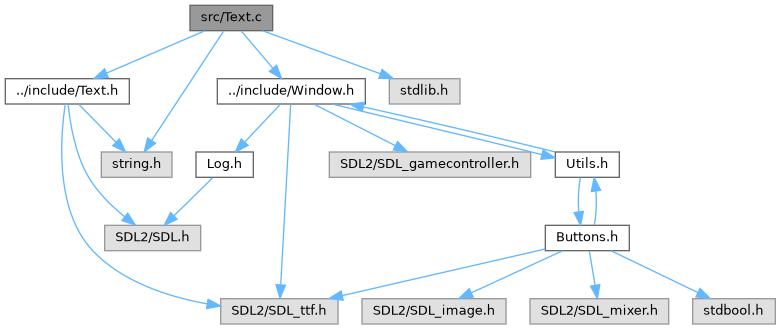 src/Text.c
../include/Text.h
../include/Window.h
stdlib.h
string.h
Log.h
SDL2/SDL_gamecontroller.h
Utils.h
SDL2/SDL.h
Buttons.h
SDL2/SDL_ttf.h
SDL2/SDL_image.h
SDL2/SDL_mixer.h
stdbool.h